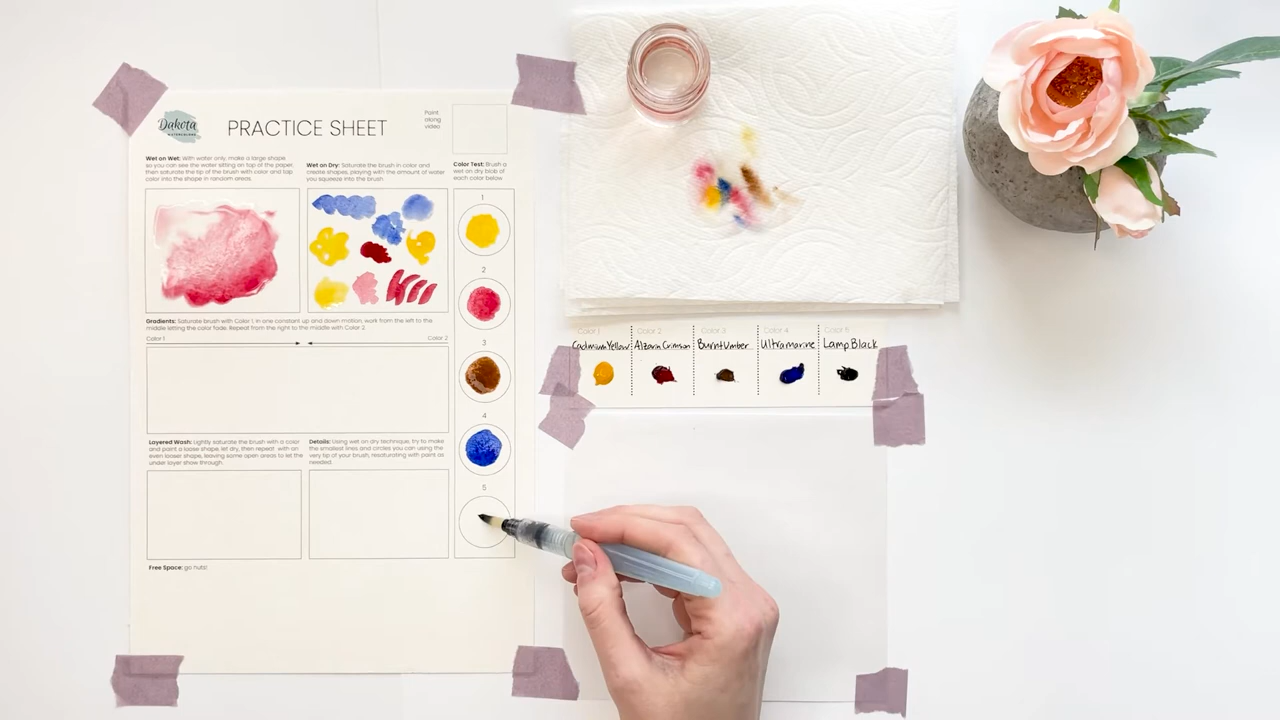 Dakota
WATERCOLORS
PRACTICE SHEET
Paint
along
video
Wet on Wet: With water only, make a large shape
so you can see the water sitting on top of the paper,
then saturate the tip of the brush with color and tap
color into the shape in random areas.
Wet on Dry: Saturate the brush in color and
create shapes, playing with the amount of water
you squeeze into the brush.
Color Test: Brush a
wet on dry blob of
each color below
1
2
3
4
5
Gradients: Saturate brush with Color 1, in one constant up and down motion, work from the left to the
middle letting the color fade. Repeat from the right to the middle with Color 2.
Color 1
Color 2
Layered Wash: Lightly saturate the brush with a color
and paint a loose shape, let dry, then repeat with an
even looser shape, leaving some open areas to let the
under layer show through.
Details: Using wet on dry technique, try to make
the smallest lines and circles you can using the
very tip of your brush, resaturating with paint as
needed.
Free Space: go nuts!
Color 1 Color 2 Color 3 Color 4 Color 5
Cadmium Yellow Alizarin Crimson Burnt Umber Ultramarine Lamp Black